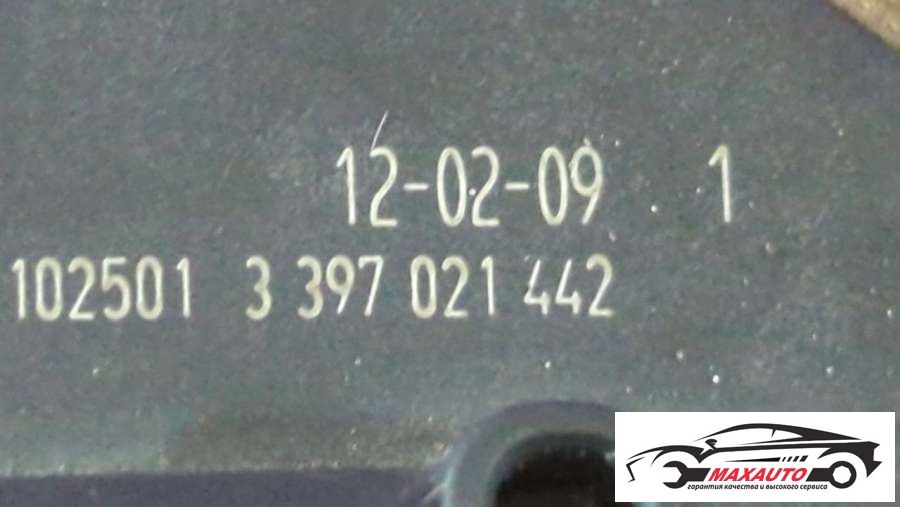 12-02-09 1
102501 3 397 021 442
MAXAUTO
гарантия качества и высокого сервиса